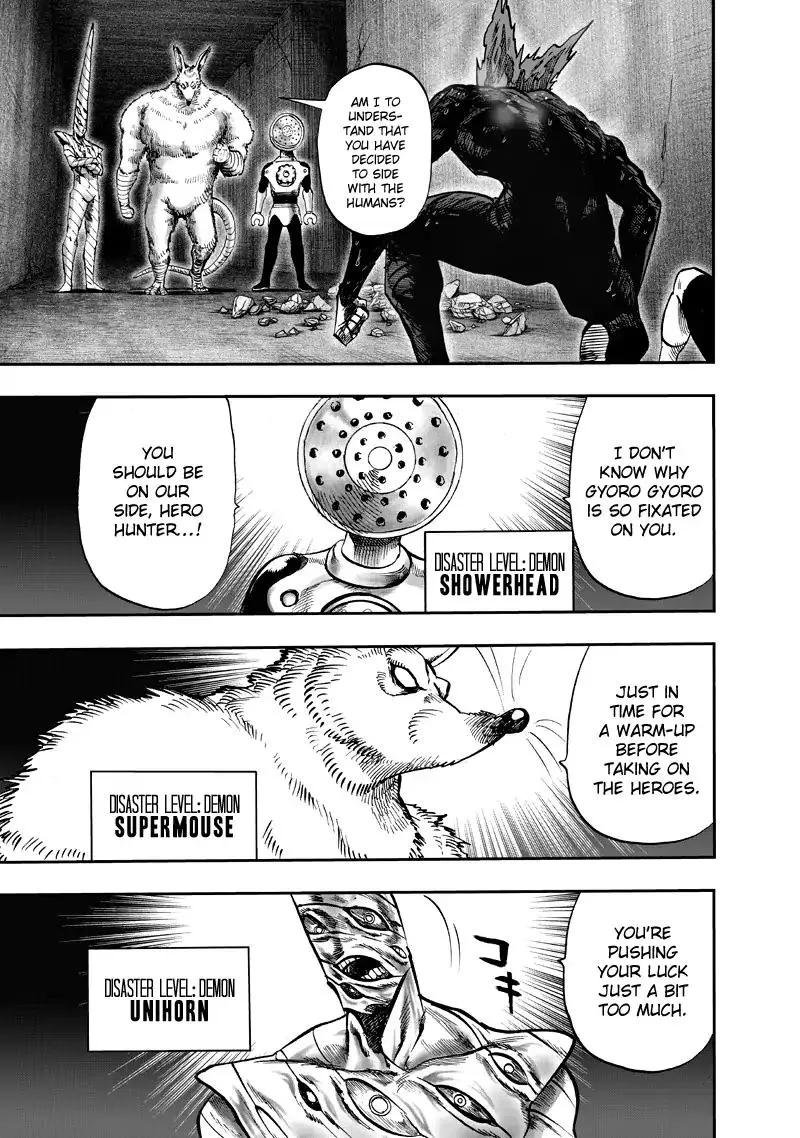 AM I TO
UNDER-
STAND THAT
YOU HAVE
DECIDED
TO SIDE
WITH THE
HUMANS?
I DON'T
KNOW WHY
GYORO GYORO
IS SO FIXATED
ON YOU.
YOU
SHOULD BE
ON OUR
SIDE, HERO
HUNTER...!
DISASTER LEVEL: DEMON
SHOWERHEAD
JUST IN
TIME FOR
A WARM-UP
BEFORE
TAKING ON
THE HEROES.
DISASTER LEVEL: DEMON
SUPERMOUSE
YOU'RE
PUSHING
YOUR LUCK
JUST A BIT
TOO MUCH.
コキ
DISASTER LEVEL: DEMON
UNIHORN